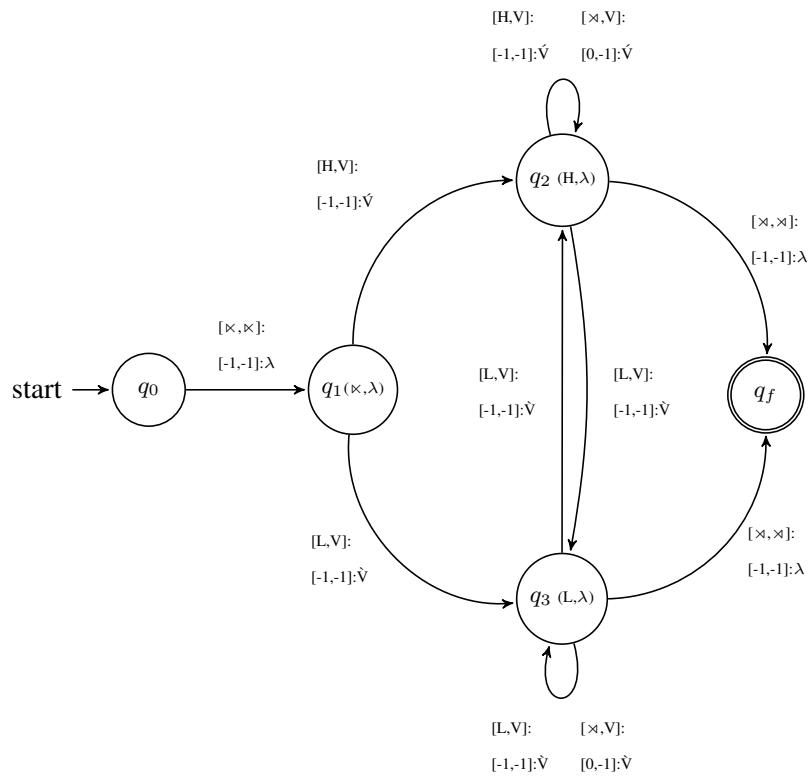 [H,V]: [⋊,V]:
[-1,-1]:V́ [0,-1]:V́
[H,V]:
[-1,-1]:V́
q2 (H,λ)
[⋊,⋊]:
[-1,-1]:λ
[⋉,⋉]:
[-1,-1]:λ
start
q0
q1(⋉,λ)
[L,V]:
[-1,-1]:V̀
[L,V]:
[-1,-1]:V̀
qf
[L,V]:
[-1,-1]:V̀
[⋊,⋊]:
[-1,-1]:λ
q3 (L,λ)
[L,V]: [⋊,V]:
[-1,-1]:V̀ [0,-1]:V̀